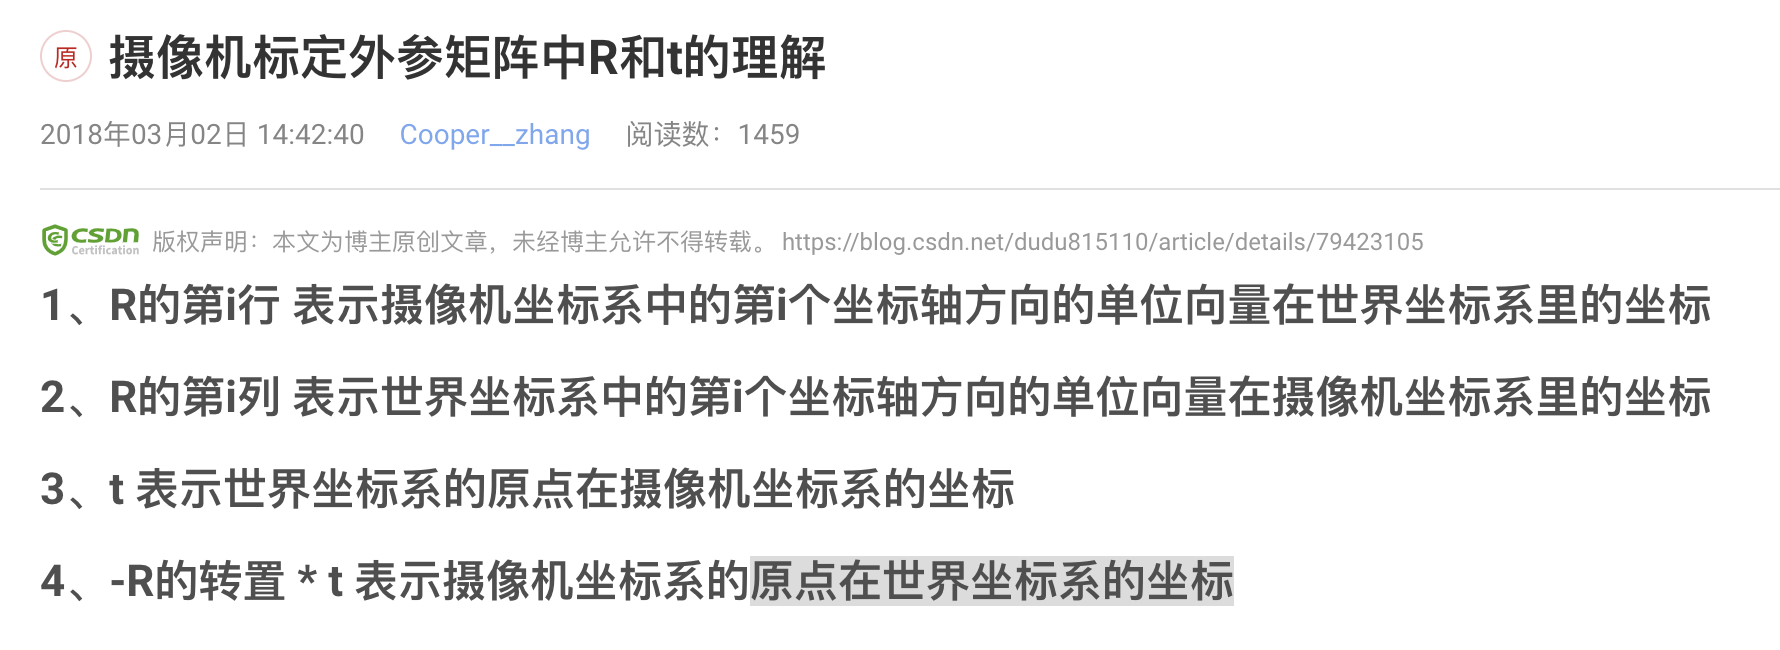 原 摄像机标定外参矩阵中R和t的理解
2018年03月02日 14:42:40 Cooper__zhang 阅读数：1459
CSDN Certification 版权声明：本文为博主原创文章，未经博主允许不得转载。 https://blog.csdn.net/dudu815110/article/details/79423105
1、R的第i行 表示摄像机坐标系中的第i个坐标轴方向的单位向量在世界坐标系里的坐标
2、R的第i列 表示世界坐标系中的第i个坐标轴方向的单位向量在摄像机坐标系里的坐标
3、t 表示世界坐标系的原点在摄像机坐标系的坐标
4、-R的转置 * t 表示摄像机坐标系的原点在世界坐标系的坐标